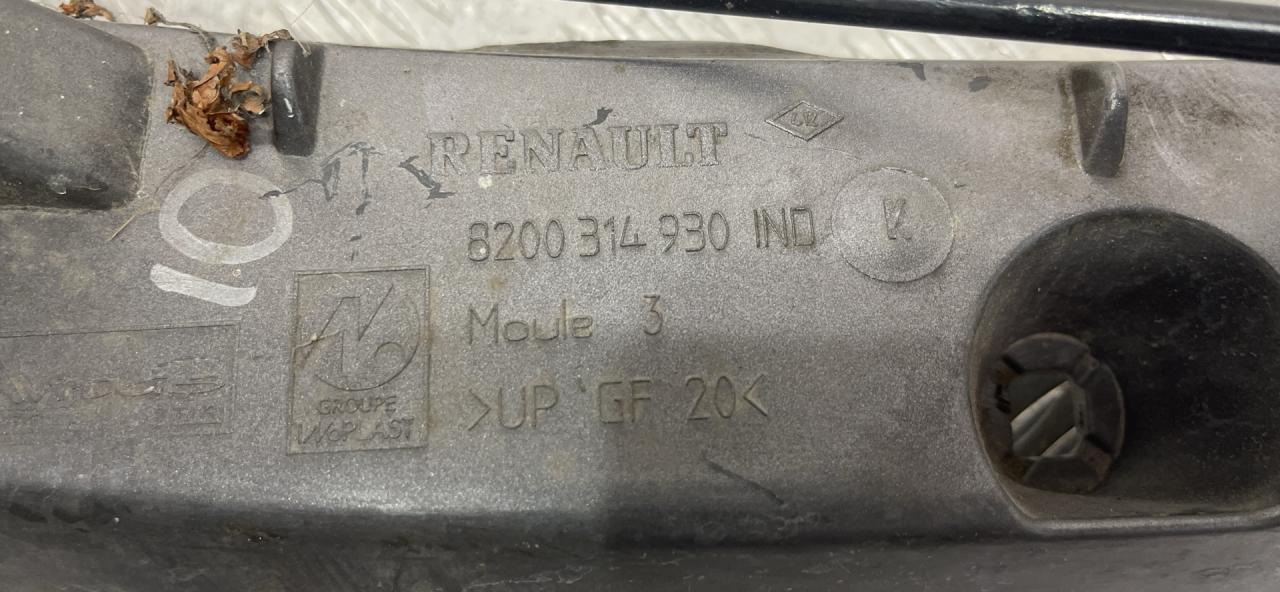 RENAULT
10
8200 314 930 IND
K
Moule 3
GROUPE
>UP GF 20<